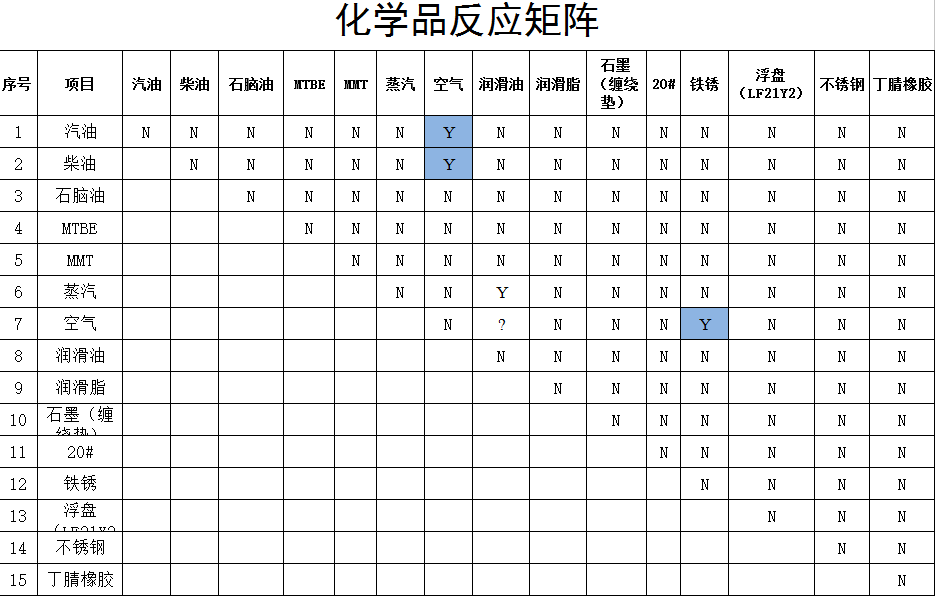 化学品反应矩阵
序号 项目 汽油 柴油 石脑油 MTBE MMT 蒸汽 空气 润滑油 润滑脂 石墨（缠绕垫） 20# 铁锈 浮盘（LF21Y2） 不锈钢 丁腈橡胶
1 汽油 N N N N N N Y N N N N N N N N
2 柴油 N N N N N Y N N N N N N N N
3 石脑油 N N N N N N N N N N N N N
4 MTBE N N N N N N N N N N N N
5 MMT N N N N N N N N N N N
6 蒸汽 N N Y N N N N N N N
7 空气 N ? N N N Y N N N
8 润滑油 N N N N N N N N
9 润滑脂 N N N N N N N
10 石墨（缠绕垫） N N N N N N
11 20# N N N N N
12 铁锈 N N N N
13 浮盘（LF21Y2 N N N
14 不锈钢 N N
15 丁腈橡胶 N